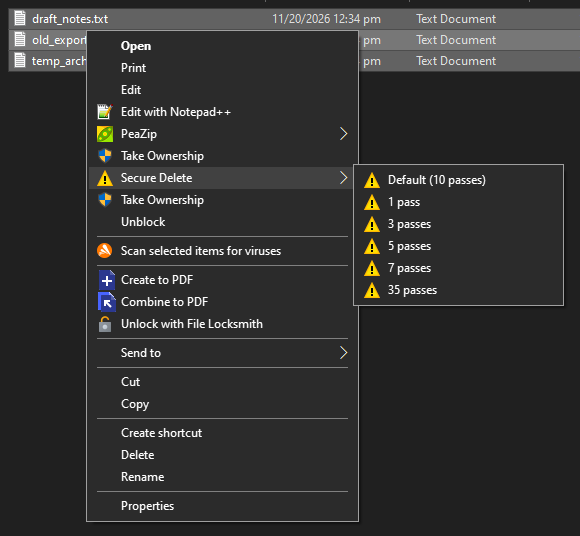 draft_notes.txt 11/20/2026 12:34 pm Text Document
old_expor pm Text Document
temp_arch pm Text Document
Open
Print
Edit
Edit with Notepad++
PeaZip
Take Ownership
Secure Delete
Take Ownership
Unblock
Scan selected items for viruses
Create to PDF
Combine to PDF
Unlock with File Locksmith
Send to
Cut
Copy
Create shortcut
Delete
Rename
Properties
Default (10 passes)
1 pass
3 passes
5 passes
7 passes
35 passes